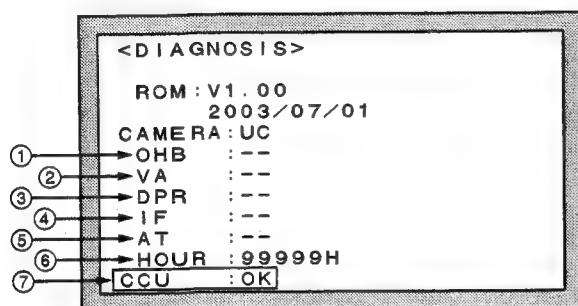 <DIAGNOSIS>
ROM:V1.00
2003/07/01
CAMERA:UC
① OHB :--
② VA :--
③ DPR :--
④ IF :--
⑤ AT :--
⑥ HOUR :99999H
⑦ CCU :OK